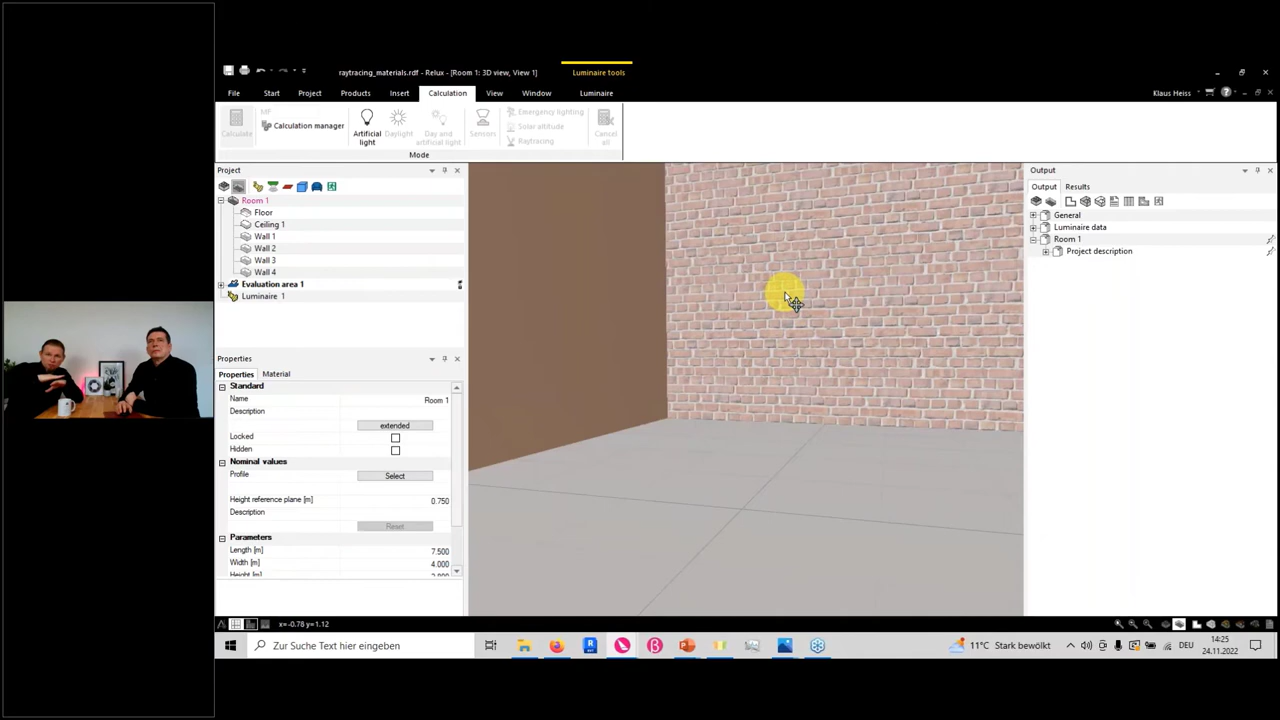 raytracing_materials.rdf - Relux - [Room 1: 3D view, View 1]
Luminaire tools
File
Start
Project
Products
Insert
Calculation
View
Window
Luminaire
Klaus Heiss
Calculate
MF
Calculation manager
Artificial
light
Daylight
Day and
artificial light
Sensors
Emergency lighting
Solar altitude
Raytracing
Cancel
all
Mode
Project
Room 1
Floor
Ceiling 1
Wall 1
Wall 2
Wall 3
Wall 4
Evaluation area 1
Luminaire 1
Properties
Properties Material
Standard
Name Room 1
Description
extended
Locked
Hidden
Nominal values
Profile Select
Height reference plane [m] 0.750
Description
Reset
Parameters
Length [m] 7.500
Width [m] 4.000
Height [m] 2.800
Output
Output Results
General
Luminaire data
Room 1
Project description
x=-0.78 y=1.12
Zur Suche Text hier eingeben
11°C Stark bewölkt
DEU
14:25
24.11.2022